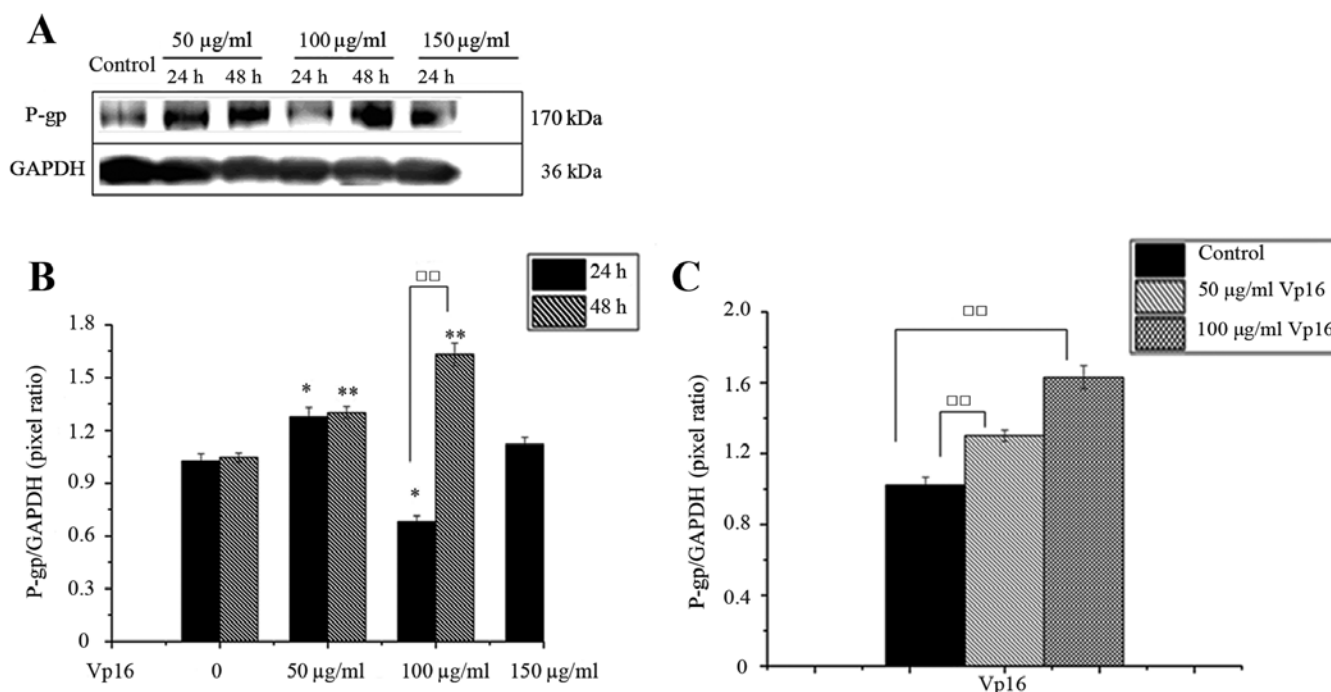 A
50 µg/ml 100 µg/ml 150 µg/ml
Control 24 h 48 h 24 h 48 h 24 h
P-gp 170 kDa
GAPDH 36 kDa
B
24 h
48 h
□□
P-gp/GAPDH (pixel ratio)
1.8
1.5
1.2
0.9
0.6
0.3
0
* ** * **
Vp16 0 50 µg/ml 100 µg/ml 150 µg/ml
C
Control
50 µg/ml Vp16
100 µg/ml Vp16
□□
□□
P-gp/GAPDH (pixel ratio)
2.0
1.6
1.2
0.8
0.4
0
Vp16